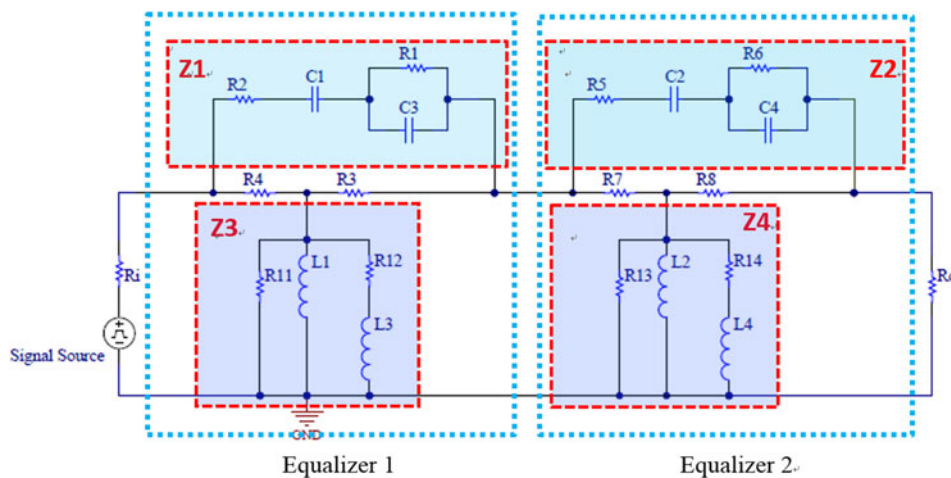 Z1
R2
C1
R1
C3
Z2
R5
C2
R6
C4
R4
R3
R7
R8
Z3
R11
L1
R12
L3
Z4
R13
L2
R14
L4
Ri
Signal Source
GND
Equalizer 1
Equalizer 2